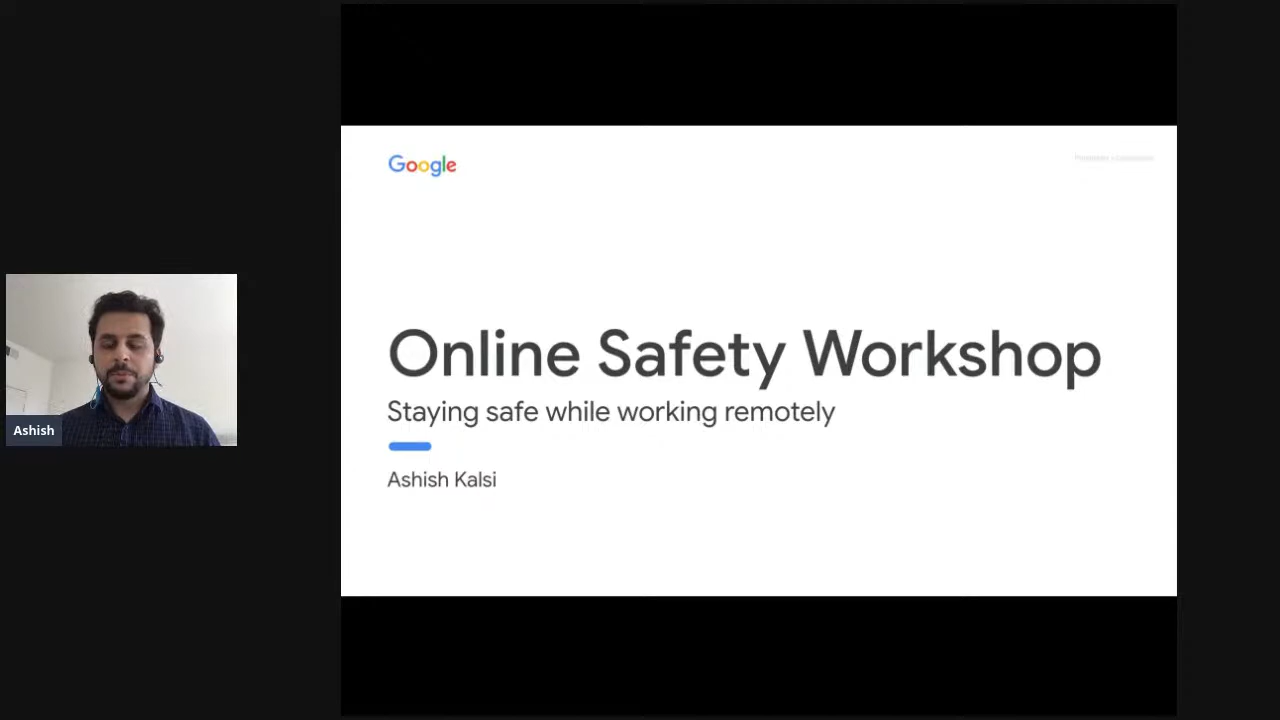 Google
Online Safety Workshop
Staying safe while working remotely
Ashish Kalsi
Ashish